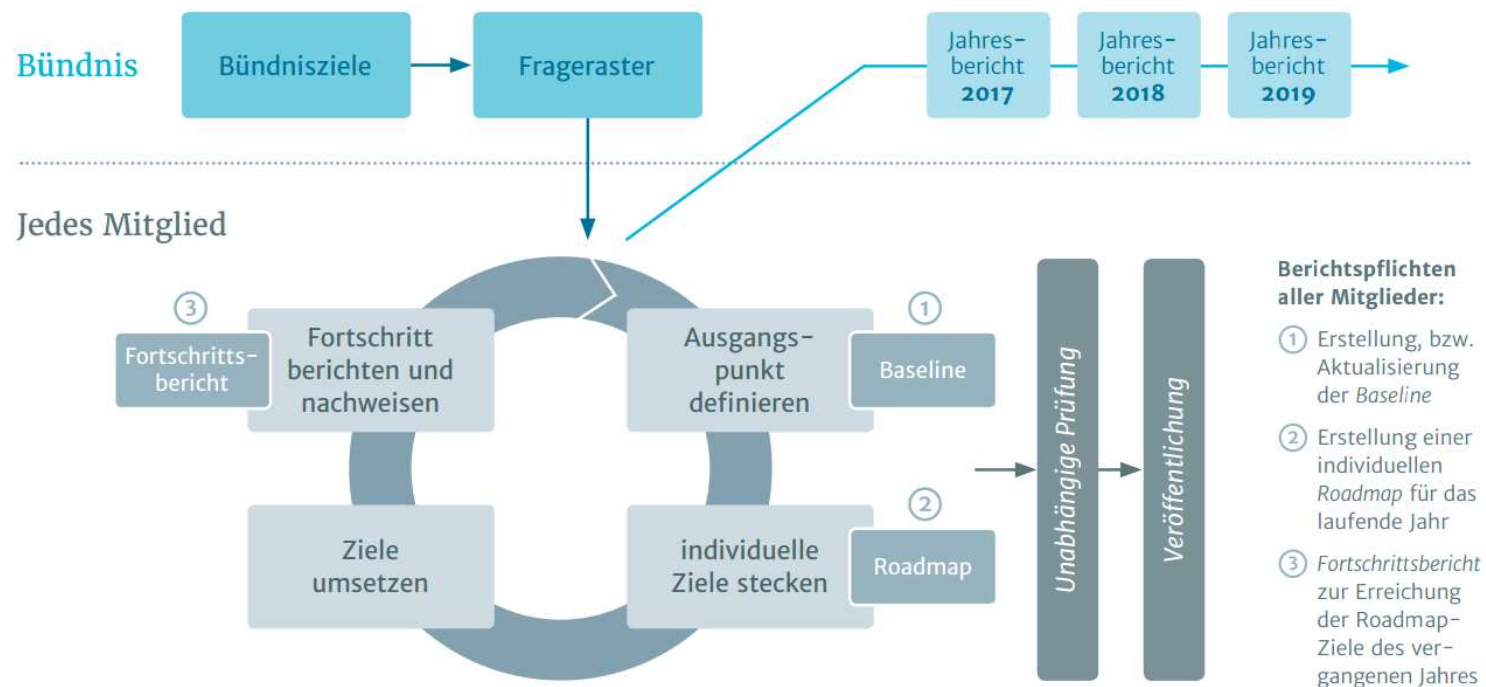 Bündnis
Bündnisziele
Frageraster
Jahres-
bericht
2017
Jahres-
bericht
2018
Jahres-
bericht
2019
Jedes Mitglied
3
Fortschritts-
bericht
Fortschritt
berichten und
nachweisen
Ausgangs-
punkt
definieren
1
Baseline
Ziele
umsetzen
individuelle
Ziele stecken
2
Roadmap
Unabhängige Prüfung
Veröffentlichung
Berichtspflichten
aller Mitglieder:
1 Erstellung, bzw.
Aktualisierung
der Baseline
2 Erstellung einer
individuellen
Roadmap für das
laufende Jahr
3 Fortschrittsbericht
zur Erreichung
der Roadmap-
Ziele des ver-
gangenen Jahres